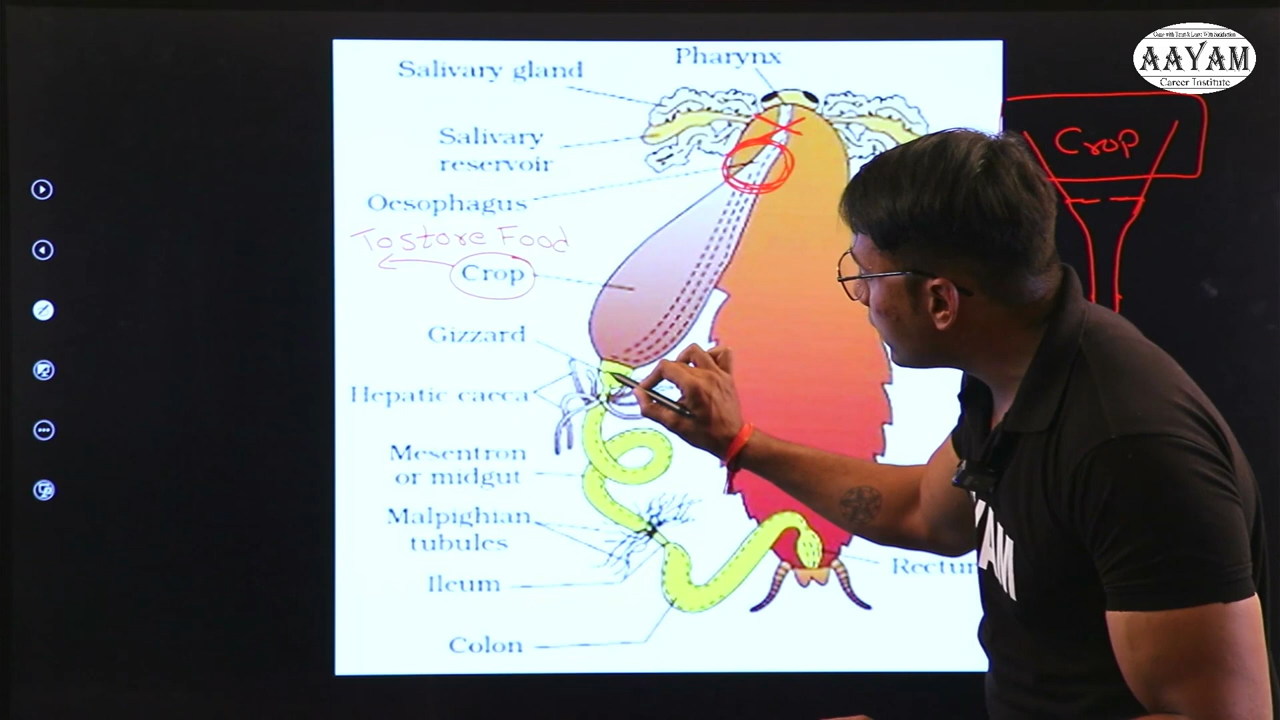 Pharynx
Salivary gland
Salivary
reservoir
Oesophagus
To store Food
Crop
Gizzard
Hepatic caeca
Mesentron
or midgut
Malpighian
tubules
Ileum
Colon
Rectum
Crop
AAYAM
Career Institute
AM